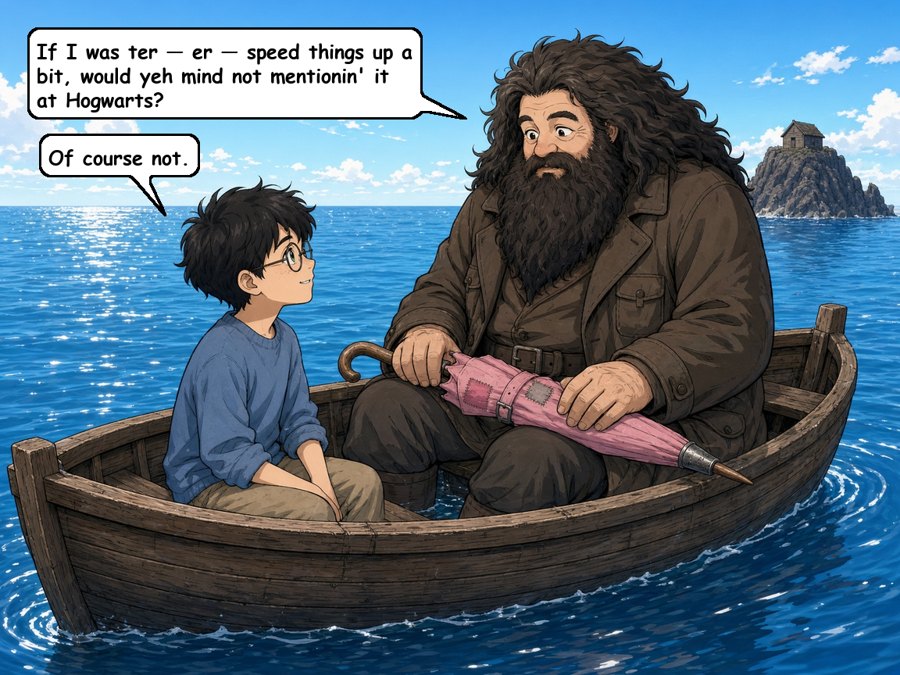 If I was ter — er — speed things up a
bit, would yeh mind not mentionin' it
at Hogwarts?
Of course not.